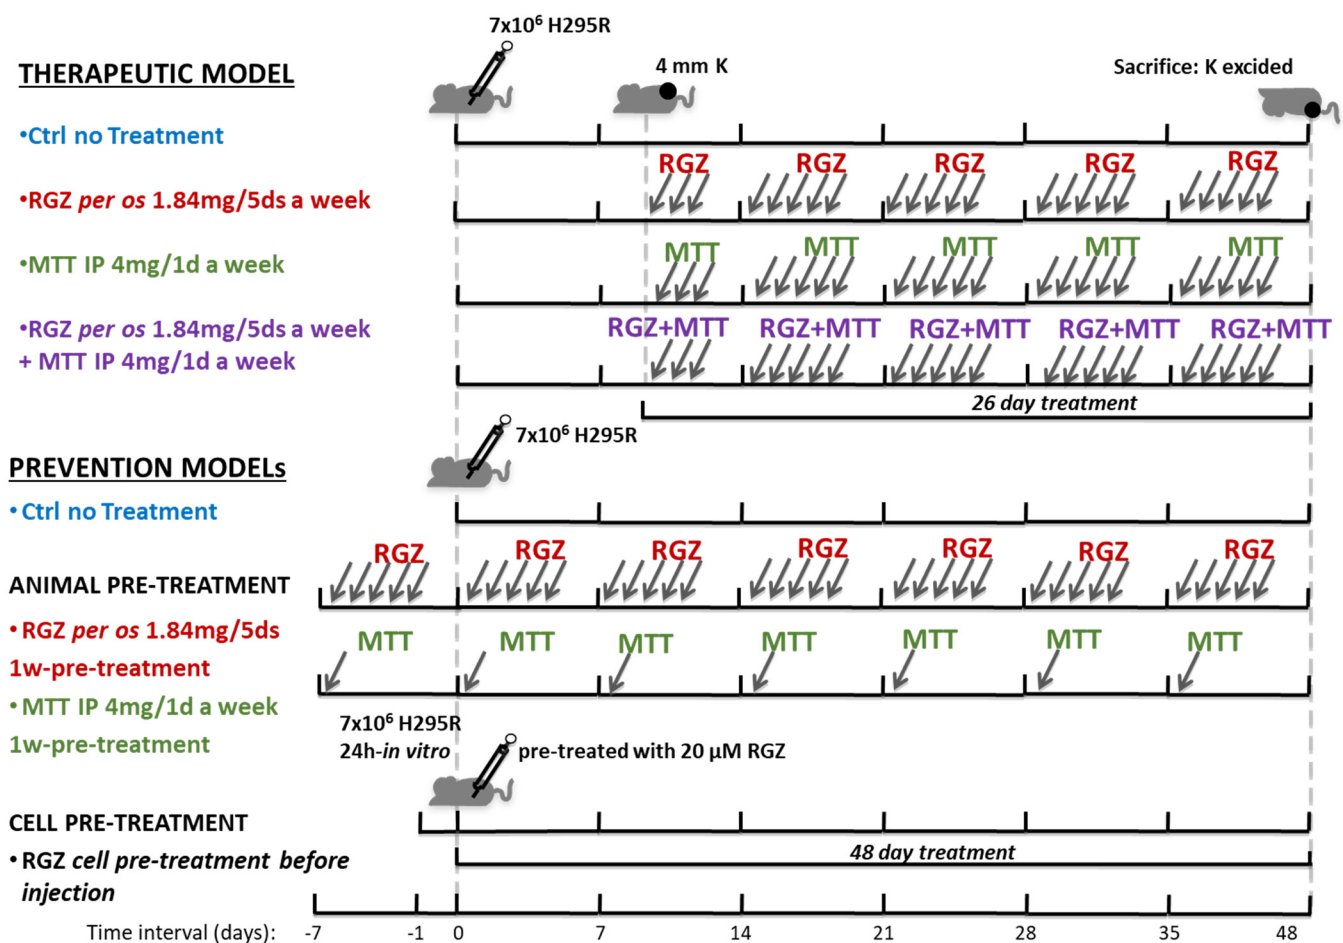 7x10⁶ H295R
THERAPEUTIC MODEL
4 mm K
Sacrifice: K excided
•Ctrl no Treatment
RGZ RGZ RGZ RGZ RGZ
•RGZ per os 1.84mg/5ds a week
MTT MTT MTT MTT MTT
•MTT IP 4mg/1d a week
•RGZ per os 1.84mg/5ds a week
+ MTT IP 4mg/1d a week
RGZ+MTT RGZ+MTT RGZ+MTT RGZ+MTT RGZ+MTT
26 day treatment
7x10⁶ H295R
PREVENTION MODELs
• Ctrl no Treatment
RGZ RGZ RGZ RGZ RGZ RGZ RGZ
ANIMAL PRE-TREATMENT
• RGZ per os 1.84mg/5ds
1w-pre-treatment
MTT MTT MTT MTT MTT MTT MTT
• MTT IP 4mg/1d a week
1w-pre-treatment
7x10⁶ H295R
24h-in vitro pre-treated with 20 µM RGZ
CELL PRE-TREATMENT
• RGZ cell pre-treatment before
injection
48 day treatment
Time interval (days): -7 -1 0 7 14 21 28 35 48